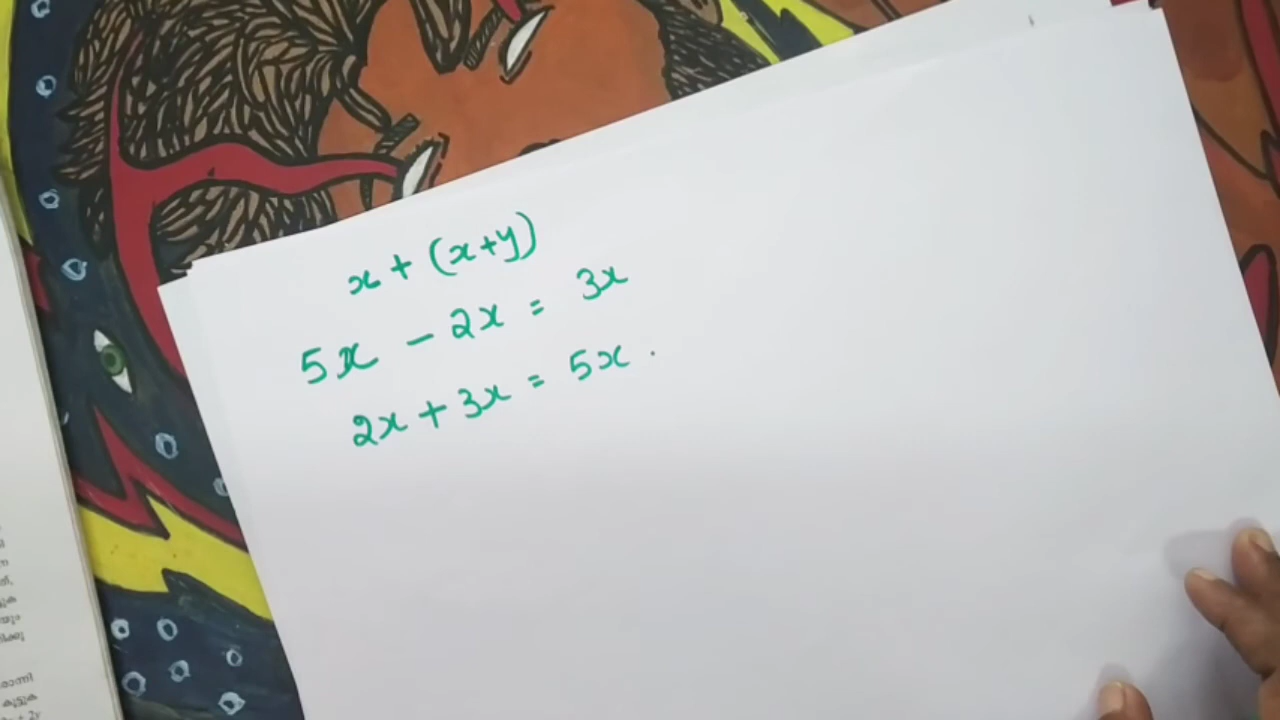 x + (x+y)
5x - 2x = 3x
2x + 3x = 5x.